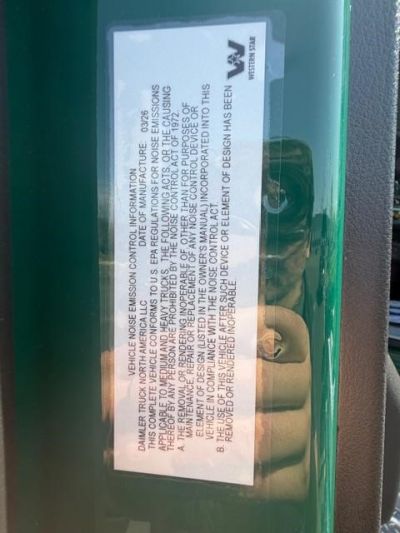 VEHICLE NOISE EMISSION CONTROL INFORMATION
DAIMLER TRUCK NORTH AMERICA LLC DATE OF MANUFACTURE: 03/26
THIS COMPLETE VEHICLE CONFORMS TO U.S. EPA REGULATIONS FOR NOISE EMISSIONS
APPLICABLE TO MEDIUM AND HEAVY TRUCKS. THE FOLLOWING ACTS OR THE CAUSING
THEREOF BY ANY PERSON ARE PROHIBITED BY THE NOISE CONTROL ACT OF 1972.
A. THE REMOVAL OR RENDERING INOPERABLE OF, OTHER THAN FOR PURPOSES OF
MAINTENANCE, REPAIR OR REPLACEMENT OF ANY NOISE CONTROL DEVICE OR
ELEMENT OF DESIGN (LISTED IN THE OWNER'S MANUAL) INCORPORATED INTO THIS
VEHICLE IN COMPLIANCE WITH THE NOISE CONTROL ACT.
B. THE USE OF THIS VEHICLE AFTER SUCH DEVICE OR ELEMENT OF DESIGN HAS BEEN
REMOVED OR RENDERED INOPERABLE.
WESTERN STAR